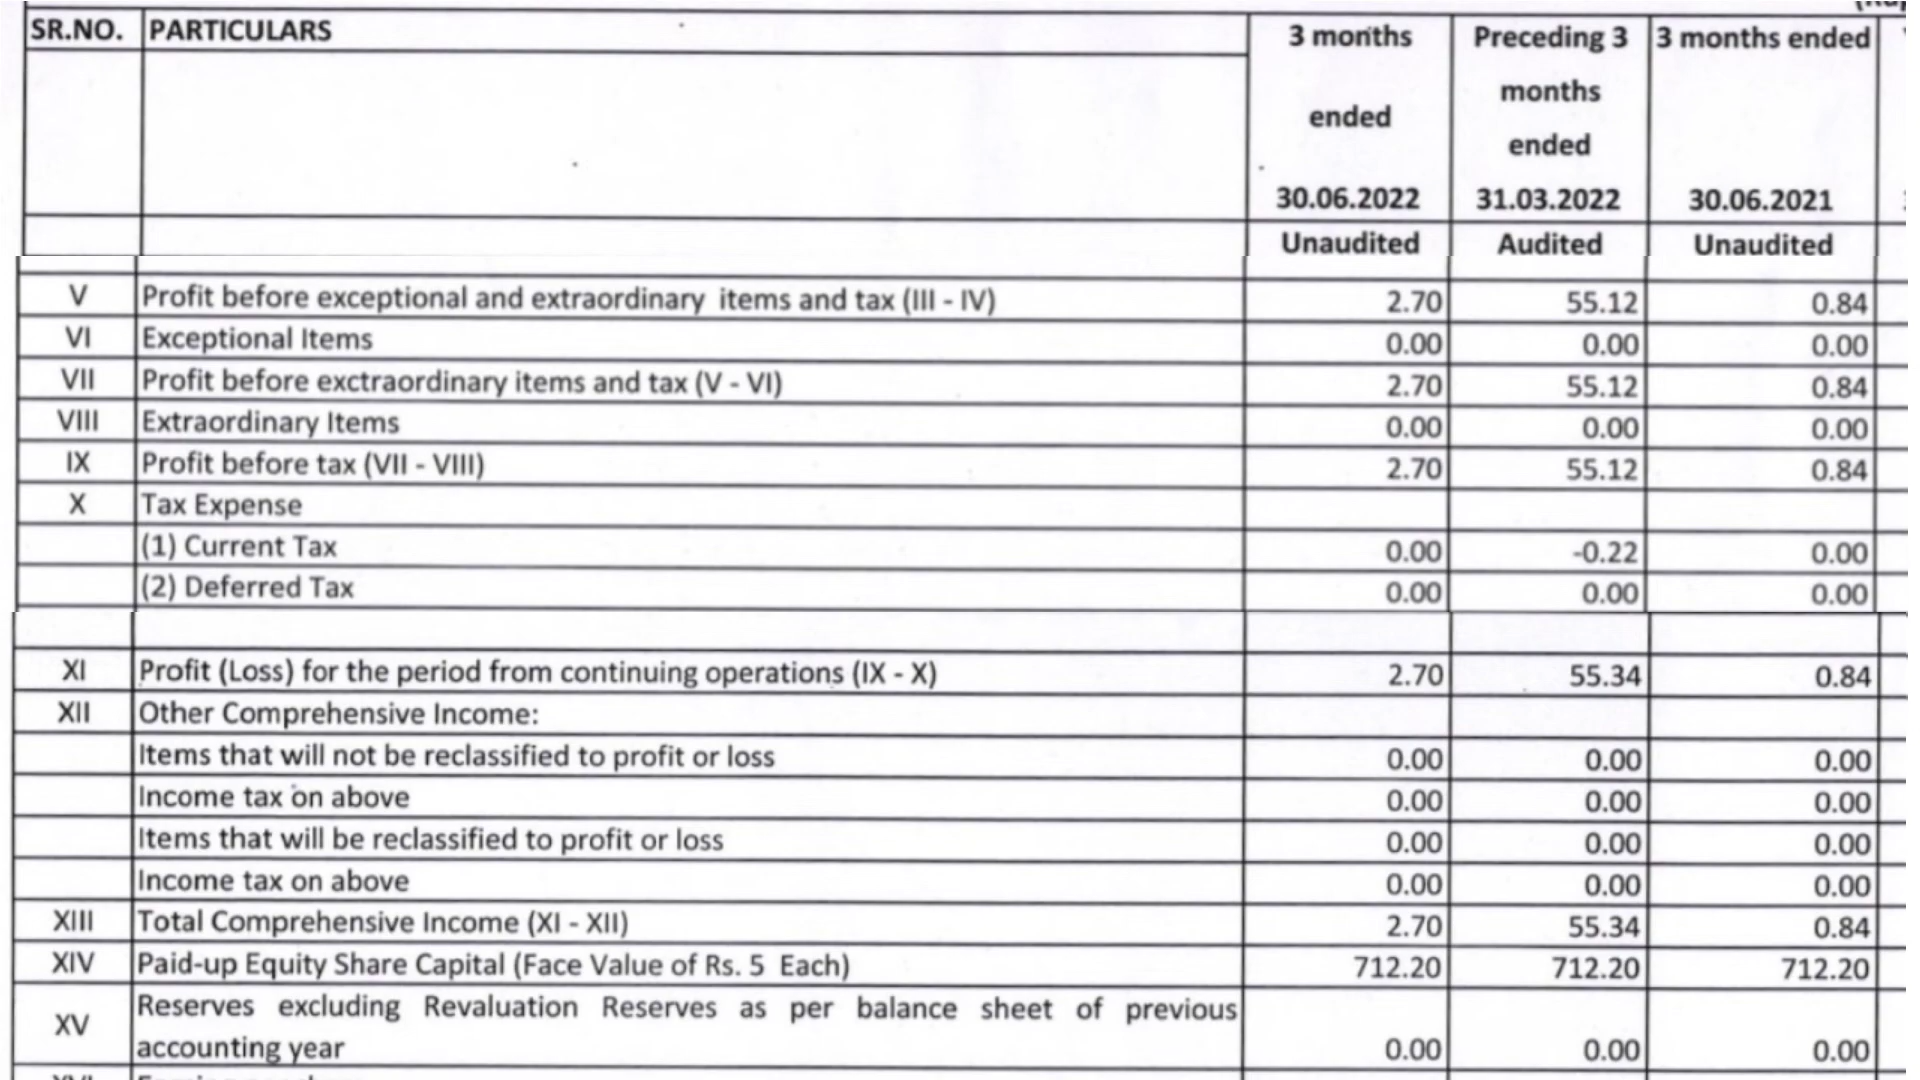 SR.NO. PARTICULARS 3 months ended 30.06.2022 Preceding 3 months ended 31.03.2022 3 months ended 30.06.2021
Unaudited Audited Unaudited
V Profit before exceptional and extraordinary items and tax (III - IV) 2.70 55.12 0.84
VI Exceptional Items 0.00 0.00 0.00
VII Profit before exctraordinary items and tax (V - VI) 2.70 55.12 0.84
VIII Extraordinary Items 0.00 0.00 0.00
IX Profit before tax (VII - VIII) 2.70 55.12 0.84
X Tax Expense
(1) Current Tax 0.00 -0.22 0.00
(2) Deferred Tax 0.00 0.00 0.00
XI Profit (Loss) for the period from continuing operations (IX - X) 2.70 55.34 0.84
XII Other Comprehensive Income:
Items that will not be reclassified to profit or loss 0.00 0.00 0.00
Income tax on above 0.00 0.00 0.00
Items that will be reclassified to profit or loss 0.00 0.00 0.00
Income tax on above 0.00 0.00 0.00
XIII Total Comprehensive Income (XI - XII) 2.70 55.34 0.84
XIV Paid-up Equity Share Capital (Face Value of Rs. 5 Each) 712.20 712.20 712.20
XV Reserves excluding Revaluation Reserves as per balance sheet of previous
accounting year 0.00 0.00 0.00